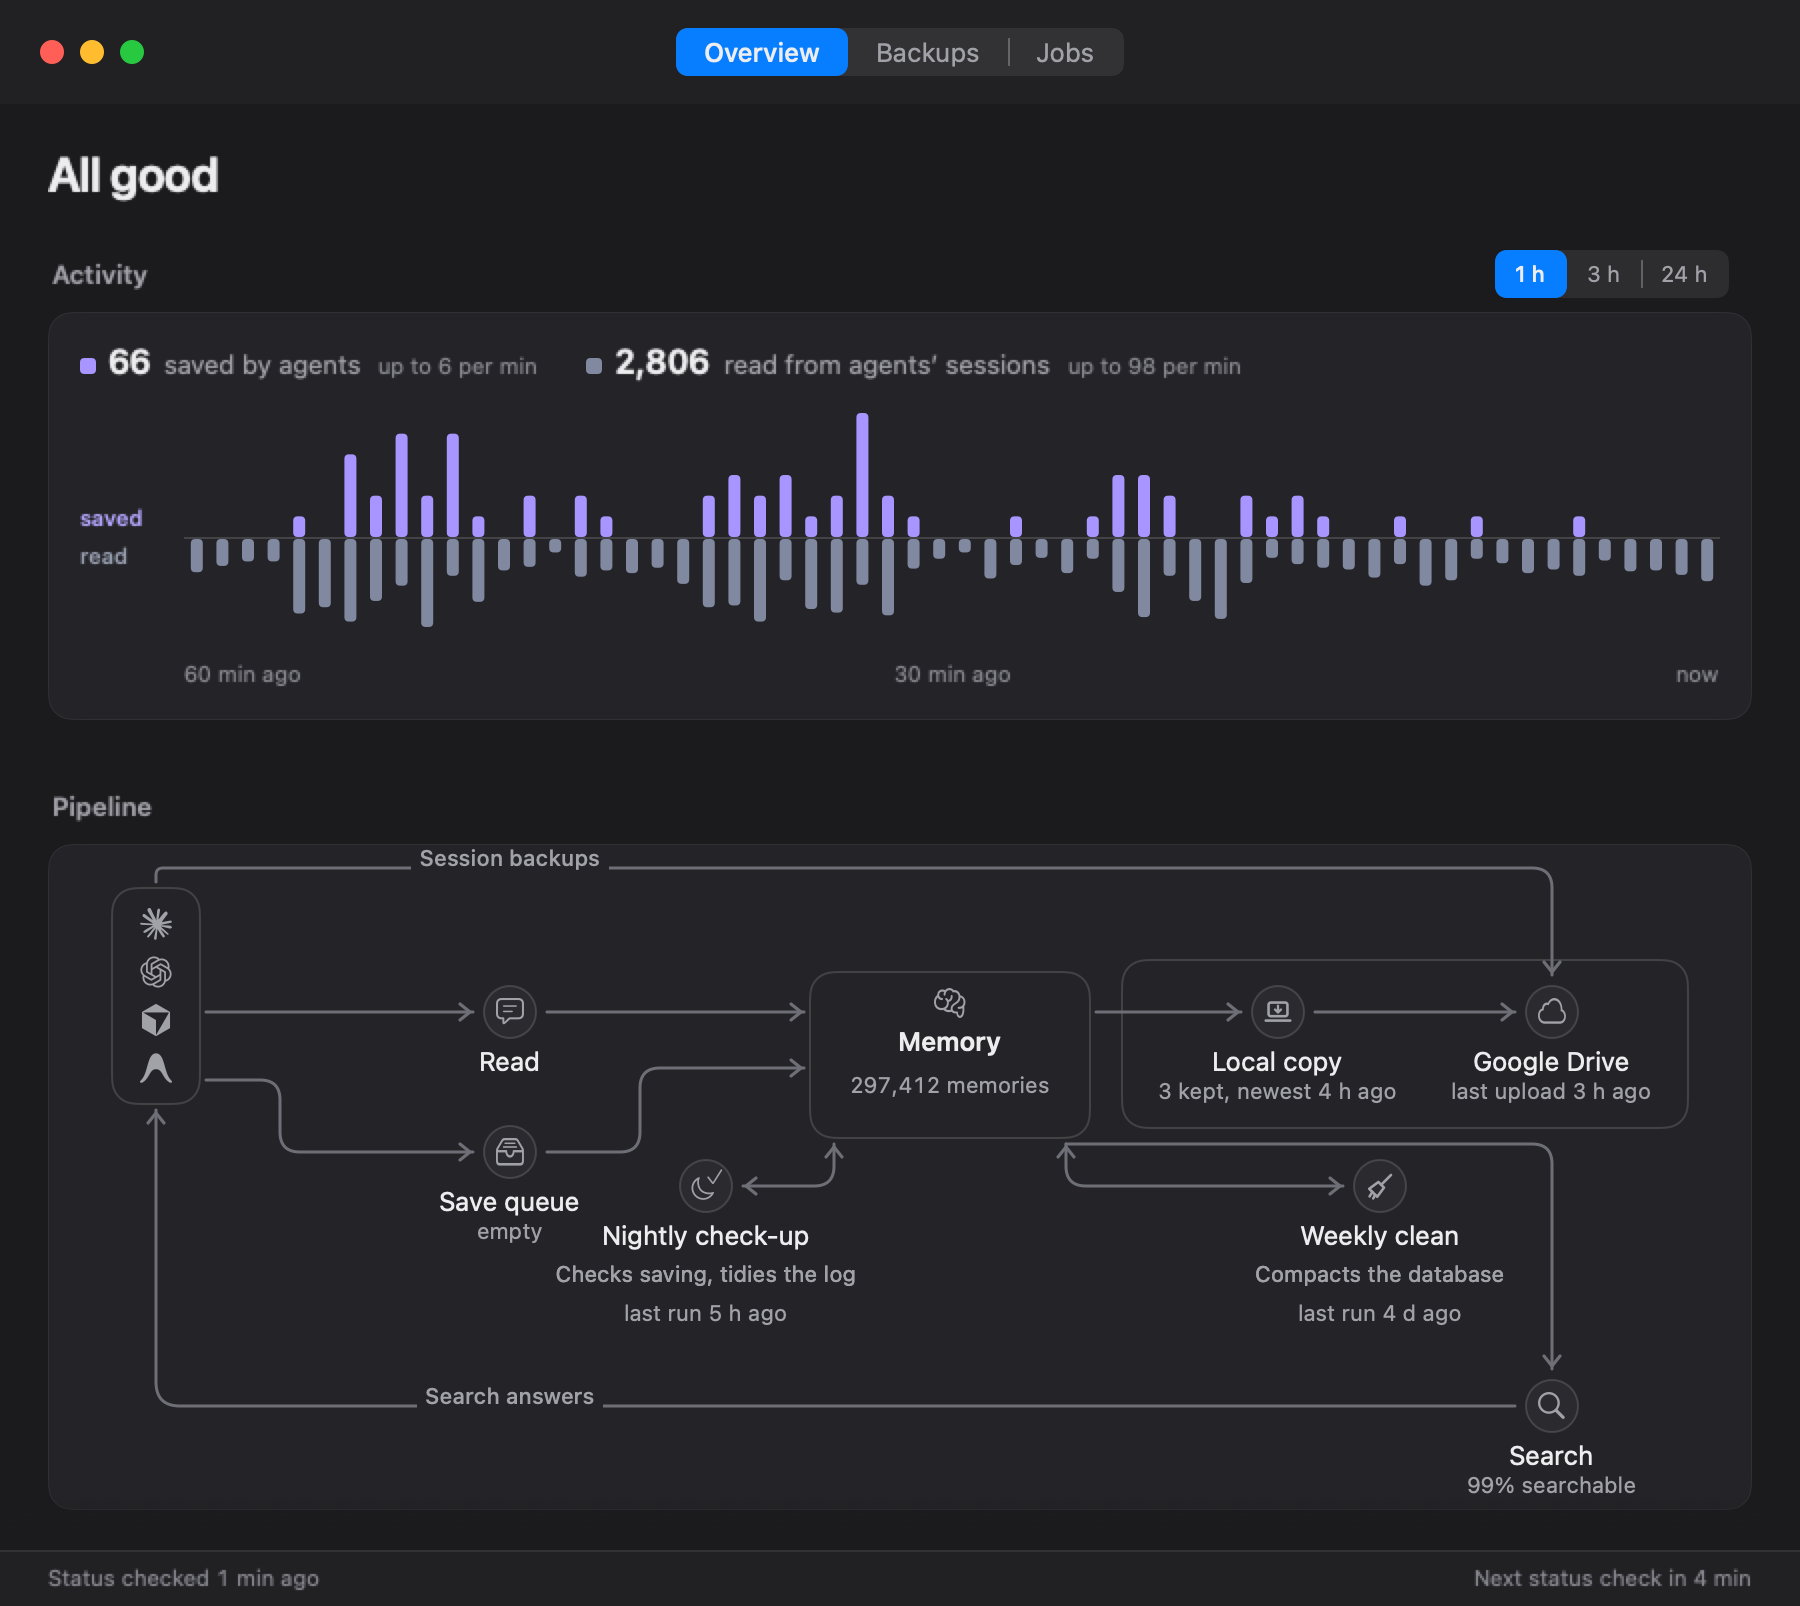 Overview Backups Jobs
All good
Activity
1 h 3 h 24 h
66 saved by agents up to 6 per min 2,806 read from agents’ sessions up to 98 per min
saved
read
60 min ago 30 min ago now
Pipeline
Session backups
Read
Memory
297,412 memories
Local copy
3 kept, newest 4 h ago
Google Drive
last upload 3 h ago
Save queue
empty
Nightly check-up
Checks saving, tidies the log
last run 5 h ago
Weekly clean
Compacts the database
last run 4 d ago
Search answers
Search
99% searchable
Status checked 1 min ago Next status check in 4 min